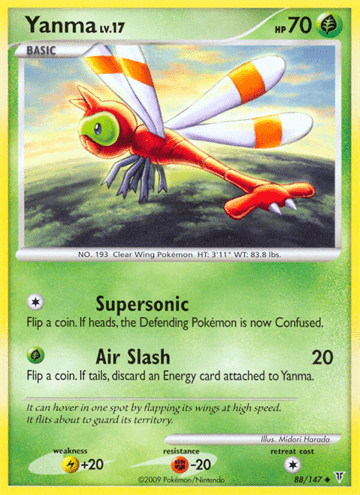 Yanma LV.17 HP 70
BASIC
NO. 193 Clear Wing Pokémon HT: 3'11" WT: 83.8 lbs.
Supersonic
Flip a coin. If heads, the Defending Pokémon is now Confused.
Air Slash 20
Flip a coin. If tails, discard an Energy card attached to Yanma.
It can hover in one spot by flapping its wings at high speed.
It flits about to guard its territory.
Illus. Midori Harada
weakness resistance retreat cost
+20 -20
©2009 Pokémon/Nintendo 88/147